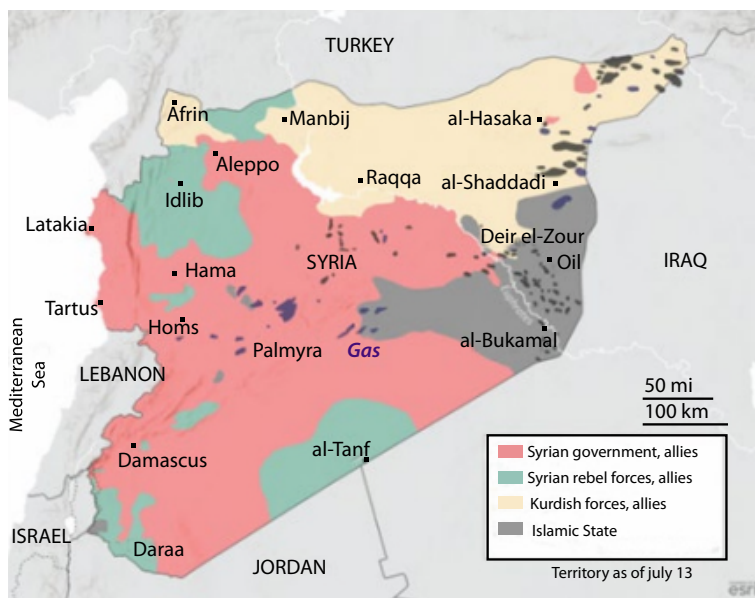 TURKEY
Afrin
Manbij
al-Hasaka
Aleppo
Raqqa
al-Shaddadi
Idlib
Latakia
Deir el-Zour
SYRIA
Oil
IRAQ
Hama
Tartus
Homs
al-Bukamal
Palmyra
Gas
Mediterranean
Sea
LEBANON
50 mi
100 km
al-Tanf
Damascus
Syrian government, allies
Syrian rebel forces, allies
Kurdish forces, allies
Islamic State
ISRAEL
Daraa
JORDAN
Territory as of july 13
esri